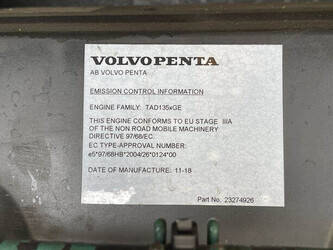 VOLVO PENTA
AB VOLVO PENTA
EMISSION CONTROL INFORMATION
ENGINE FAMILY: TAD135xGE
THIS ENGINE CONFORMS TO EU STAGE IIIA
OF THE NON ROAD MOBILE MACHINERY
DIRECTIVE 97/68/EC.
EC TYPE-APPROVAL NUMBER:
e5*97/68HB*2004/26*0124*00
DATE OF MANUFACTURE: 11-18
Part No. 23274926